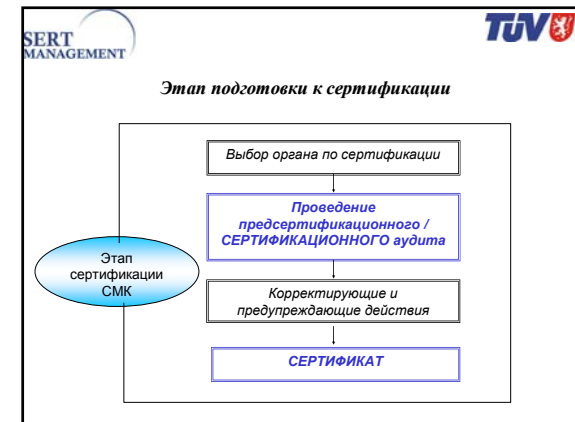 SERT
MANAGEMENT
TÜV
Этап подготовки к сертификации
Выбор органа по сертификации
Проведение
предсертификационного /
СЕРТИФИКАЦИОННОГО аудита
Этап
сертификации
СМК
Корректирующие и
предупреждающие действия
СЕРТИФИКАТ